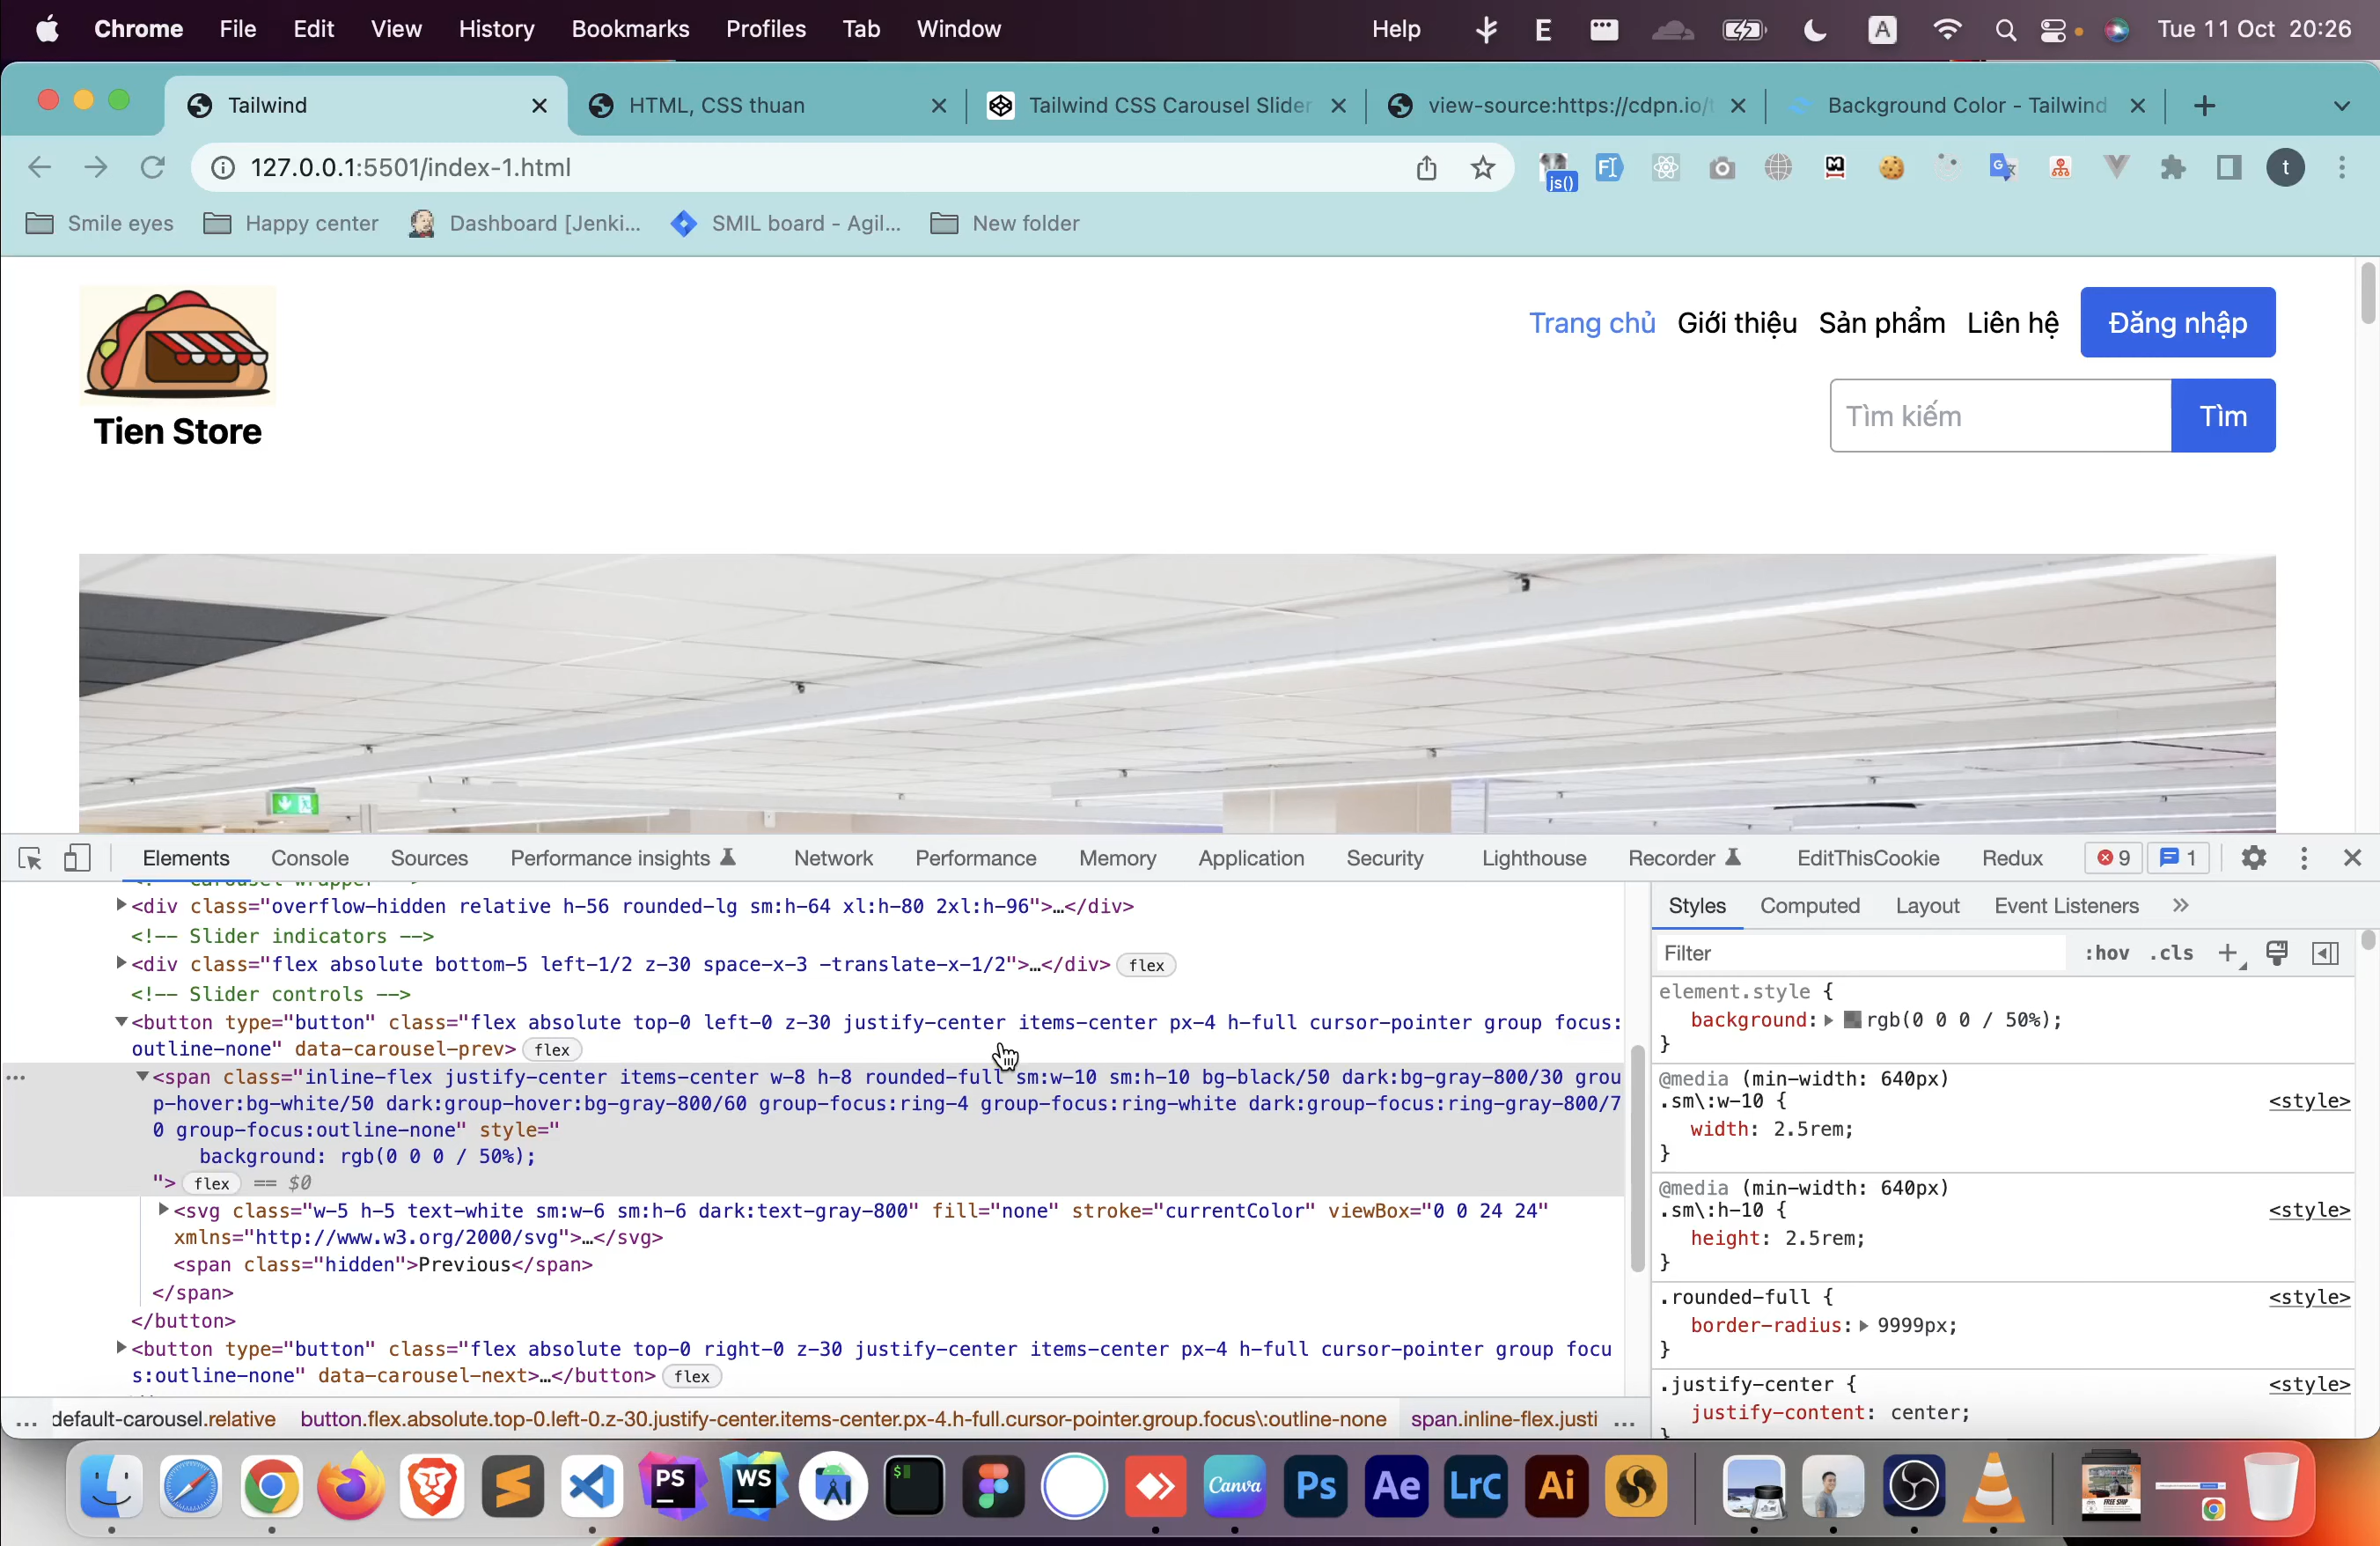 Chrome File Edit View History Bookmarks Profiles Tab Window Help E A Tue 11 Oct 20:26
Tailwind HTML, CSS thuan Tailwind CSS Carousel Slider view-source:https://cdpn.io/ Background Color - Tailwind
127.0.0.1:5501/index-1.html js() t
Smile eyes Happy center Dashboard [Jenki... SMIL board - Agil... New folder
Trang chủ Giới thiệu Sản phẩm Liên hệ Đăng nhập
Tìm kiếm Tìm
Tien Store
Elements Console Sources Performance insights Network Performance Memory Application Security Lighthouse Recorder EditThisCookie Redux 9 1
<div class="overflow-hidden relative h-56 rounded-lg sm:h-64 xl:h-80 2xl:h-96">…</div>
<!-- Slider indicators -->
<div class="flex absolute bottom-5 left-1/2 z-30 space-x-3 -translate-x-1/2">…</div> flex
<!-- Slider controls -->
<button type="button" class="flex absolute top-0 left-0 z-30 justify-center items-center px-4 h-full cursor-pointer group focus:
outline-none" data-carousel-prev> flex
<span class="inline-flex justify-center items-center w-8 h-8 rounded-full sm:w-10 sm:h-10 bg-black/50 dark:bg-gray-800/30 grou
p-hover:bg-white/50 dark:group-hover:bg-gray-800/60 group-focus:ring-4 group-focus:ring-white dark:group-focus:ring-gray-800/7
0 group-focus:outline-none" style="
background: rgb(0 0 0 / 50%);
"> flex == $0
<svg class="w-5 h-5 text-white sm:w-6 sm:h-6 dark:text-gray-800" fill="none" stroke="currentColor" viewBox="0 0 24 24"
xmlns="http://www.w3.org/2000/svg">…</svg>
<span class="hidden">Previous</span>
</span>
</button>
<button type="button" class="flex absolute top-0 right-0 z-30 justify-center items-center px-4 h-full cursor-pointer group focu
s:outline-none" data-carousel-next>…</button> flex
... default-carousel.relative button.flex.absolute.top-0.left-0.z-30.justify-center.items-center.px-4.h-full.cursor-pointer.group.focus\:outline-none span.inline-flex.justi ...
Styles Computed Layout Event Listeners »
Filter :hov .cls
element.style {
background: rgb(0 0 0 / 50%);
}
@media (min-width: 640px)
.sm\:w-10 { <style>
width: 2.5rem;
}
@media (min-width: 640px)
.sm\:h-10 { <style>
height: 2.5rem;
}
.rounded-full { <style>
border-radius: 9999px;
}
.justify-center { <style>
justify-content: center;
}
$ PS WS Canva Ps Ae LrC Ai FREE SHIP